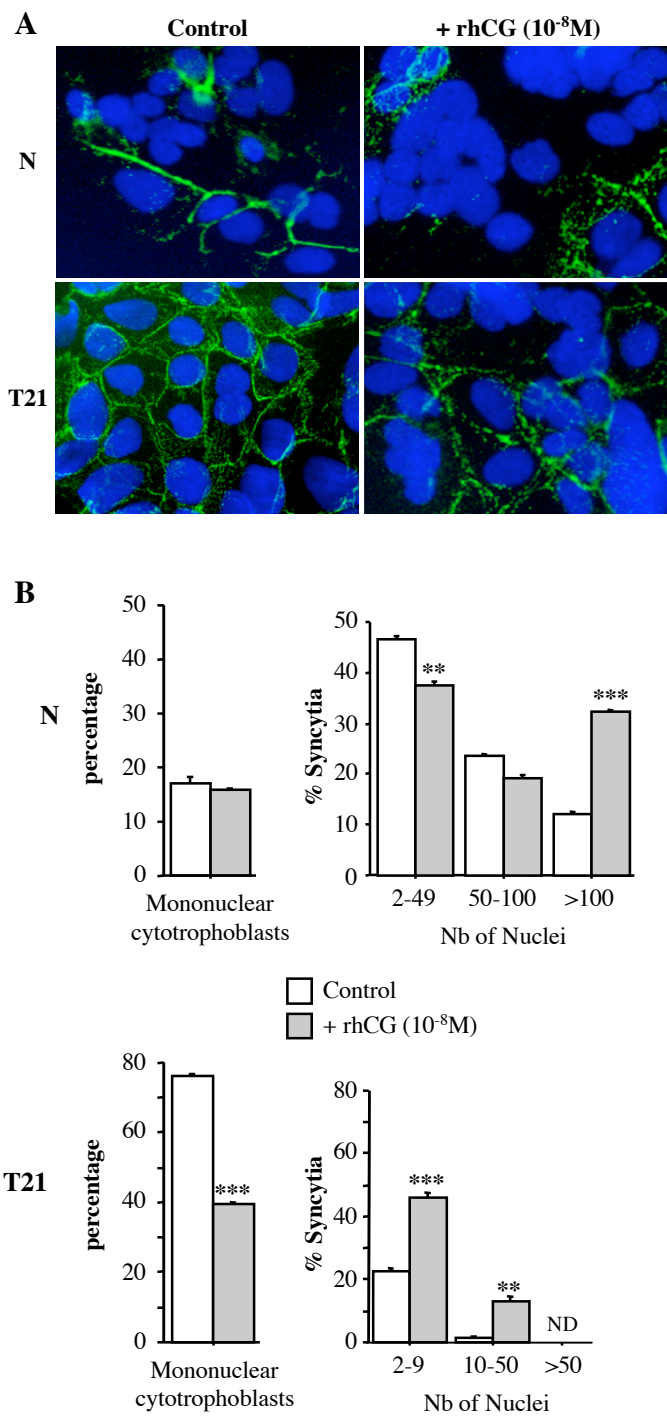 A
Control
+ rhCG (10⁻⁸M)
N
T21
B
N
percentage
50
40
30
20
10
0
Mononuclear
cytotrophoblasts
% Syncytia
50
40
30
20
10
0
**
***
2-49
50-100
>100
Nb of Nuclei
Control
+ rhCG (10⁻⁸M)
T21
percentage
80
60
40
20
0
***
Mononuclear
cytotrophoblasts
% Syncytia
80
60
40
20
0
***
**
ND
2-9
10-50
>50
Nb of Nuclei